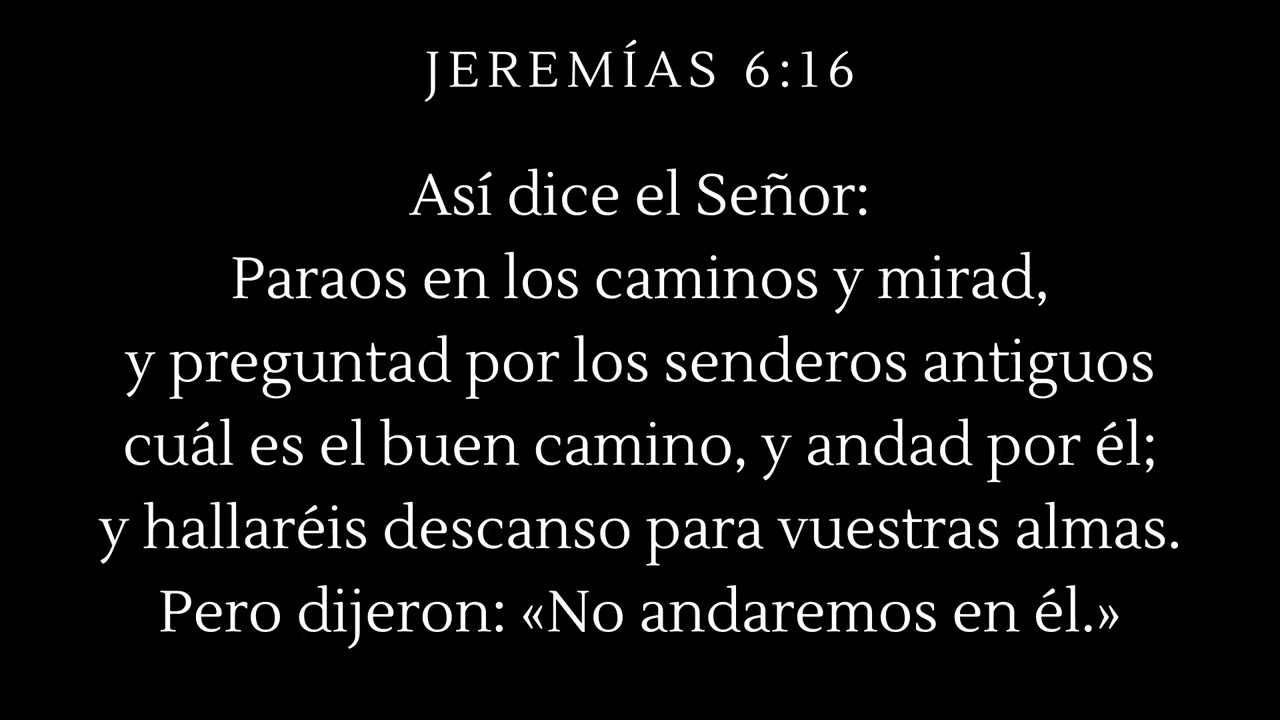 JEREMÍAS 6:16
Así dice el Señor:
Paraos en los caminos y mirad,
y preguntad por los senderos antiguos
cuál es el buen camino, y andad por él;
y hallaréis descanso para vuestras almas.
Pero dijeron: «No andaremos en él.»